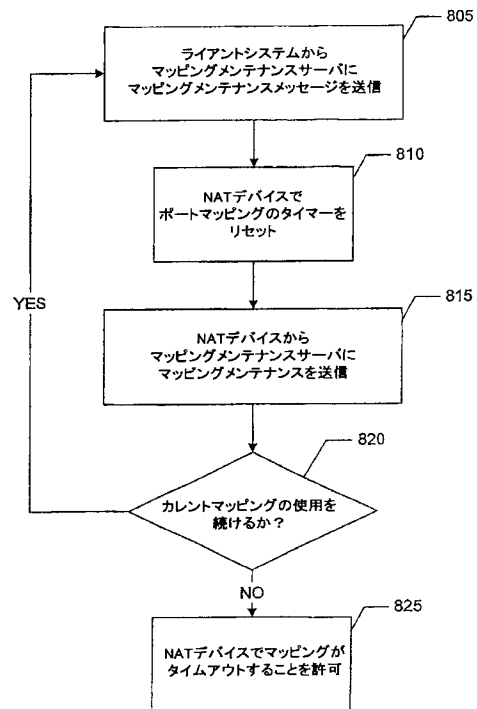 805
ライアントシステムから
マッピングメンテナンスサーバに
マッピングメンテナンスメッセージを送信
810
NATデバイスで
ポートマッピングのタイマーを
リセット
YES
815
NATデバイスから
マッピングメンテナンスサーバに
マッピングメンテナンスを送信
820
カレントマッピングの使用を
続けるか？
NO
825
NATデバイスでマッピングが
タイムアウトすることを許可